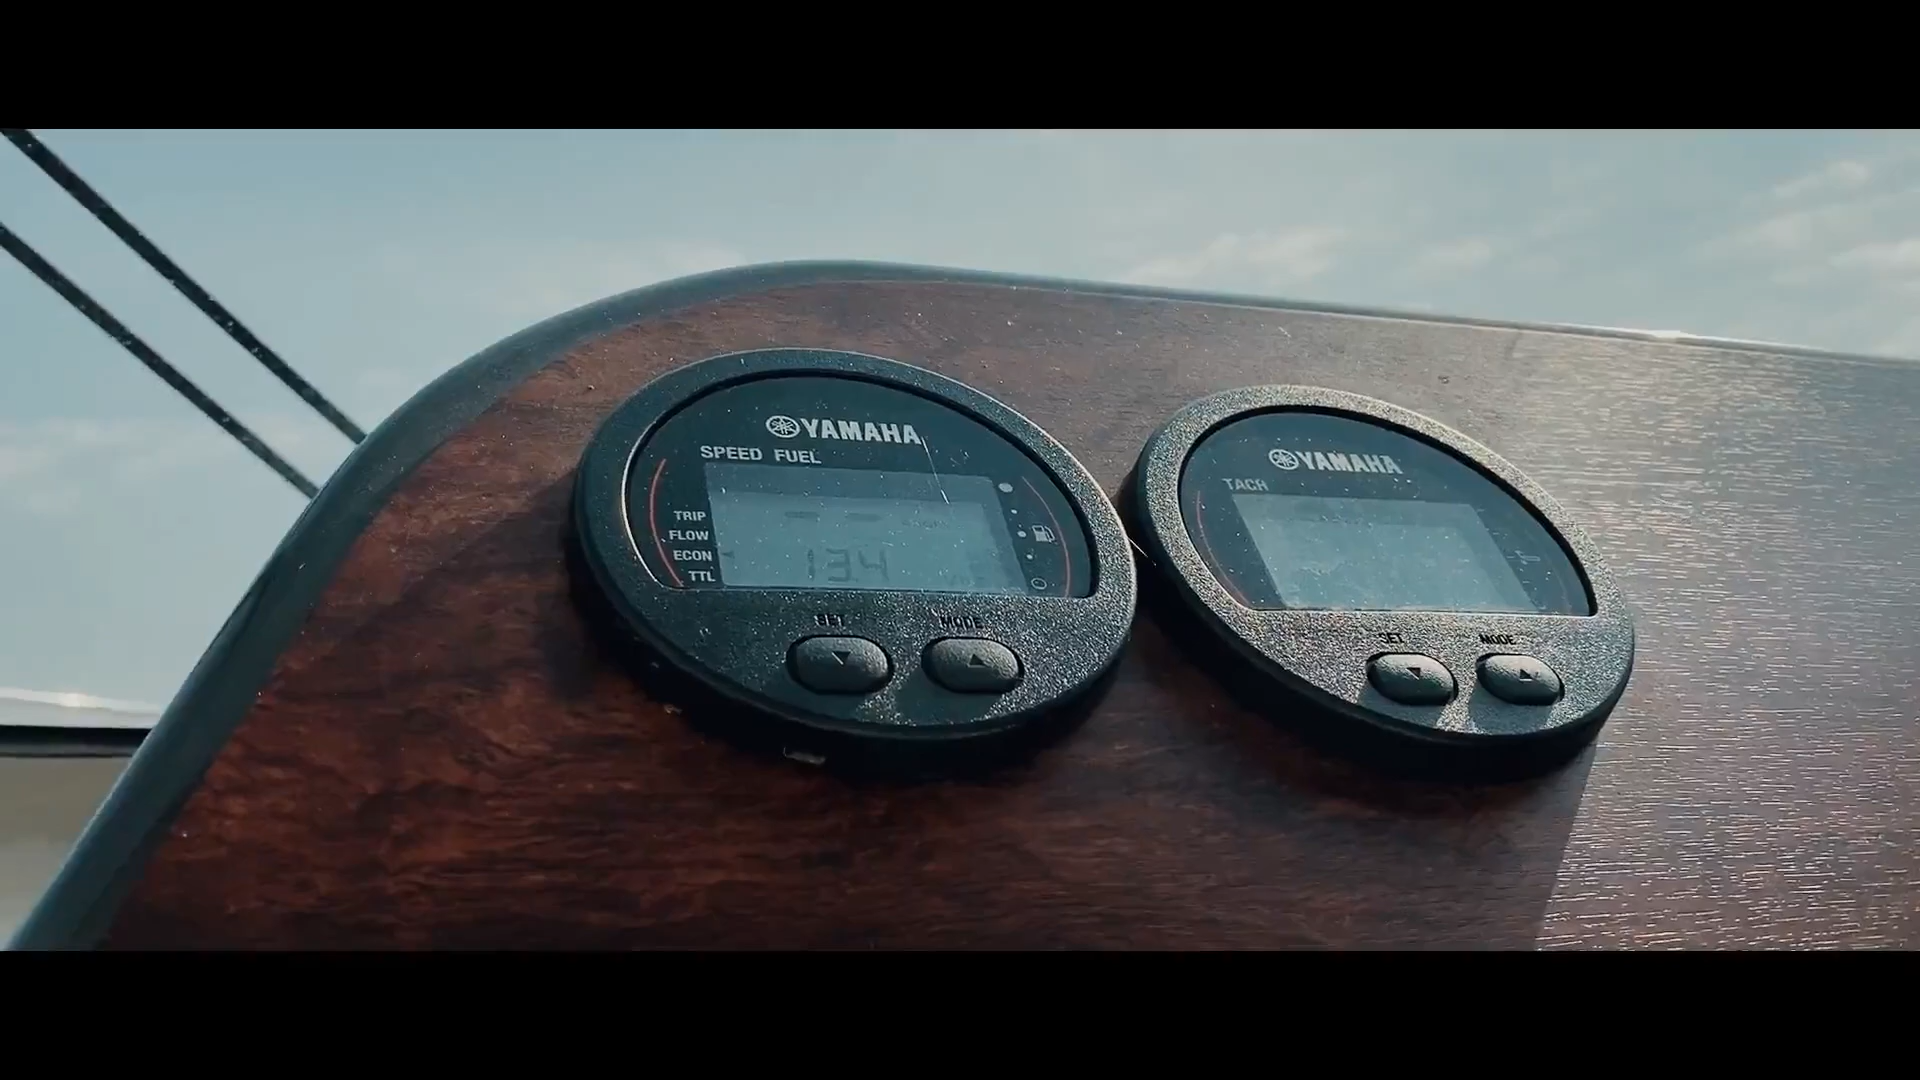 YAMAHA
SPEED FUEL
TRIP
FLOW
ECON
TTL
13.4
SET MODE
YAMAHA
TACH
SET MODE